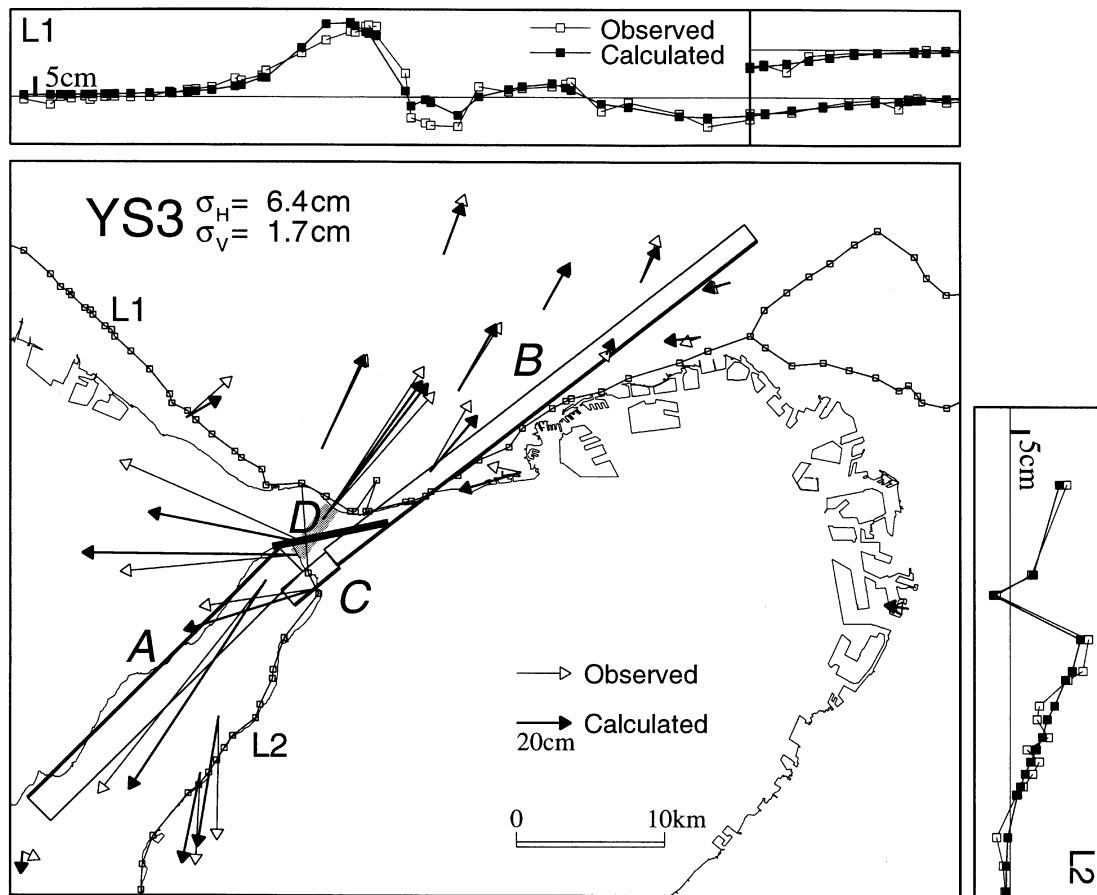 L1
Observed
Calculated
5cm
YS3 σH= 6.4cm
σV= 1.7cm
L1
B
D
C
A
L2
Observed
Calculated
20cm
0 10km
5cm
L2